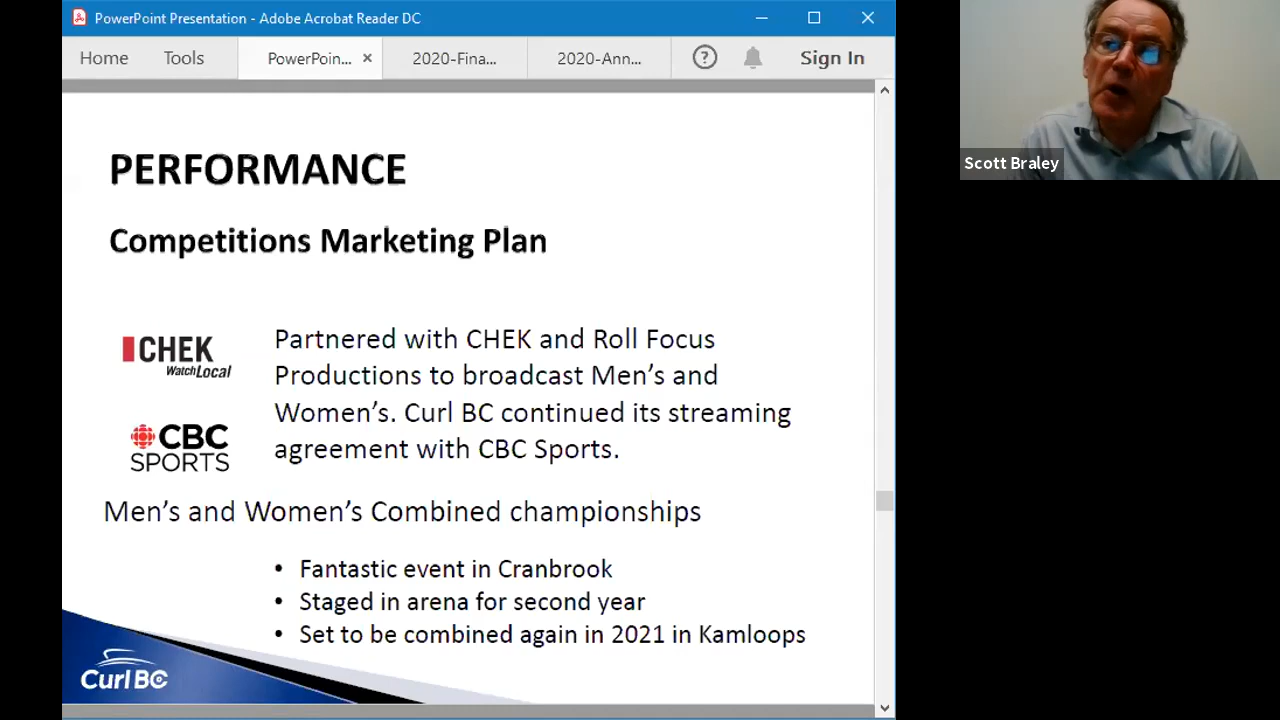 PowerPoint Presentation - Adobe Acrobat Reader DC
Home Tools PowerPoin... × 2020-Fina... 2020-Ann... ? Sign In
PERFORMANCE
Competitions Marketing Plan
CHEK
Watch Local
CBC
SPORTS
Partnered with CHEK and Roll Focus
Productions to broadcast Men’s and
Women’s. Curl BC continued its streaming
agreement with CBC Sports.
Men’s and Women’s Combined championships
• Fantastic event in Cranbrook
• Staged in arena for second year
• Set to be combined again in 2021 in Kamloops
Curl BC
Scott Braley